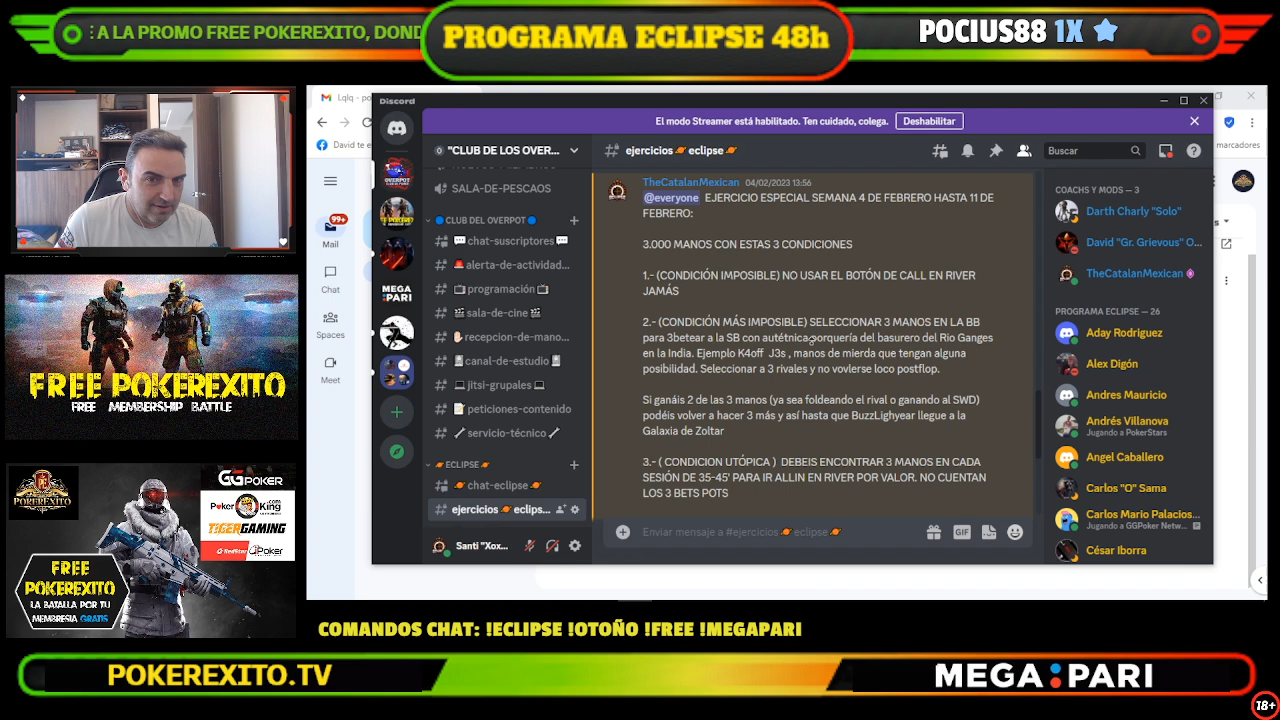 E A LA PROMO FREE POKEREXITO, DOND
PROGRAMA ECLIPSE 48h
POCIUS88 1X
Discord
El modo Streamer está habilitado. Ten cuidado, colega.
Deshabilitar
"CLUB DE LOS OVER...
ejercicios eclipse
Buscar
SALA-DE-PESCAOS
CLUB DEL OVERPOT
chat-suscriptores
alerta-de-actividad...
programación
sala-de-cine
recepcion-de-mano...
canal-de-estudio
jitsi-grupales
peticiones-contenido
servicio-técnico
ECLIPSE
chat-eclipse
ejercicios eclips...
Santi "Xox...
TheCatalanMexican 04/02/2023 13:56
@everyone EJERCICIO ESPECIAL SEMANA 4 DE FEBRERO HASTA 11 DE
FEBRERO:
3.000 MANOS CON ESTAS 3 CONDICIONES
1.- (CONDICIÓN IMPOSIBLE) NO USAR EL BOTÓN DE CALL EN RIVER
JAMÁS
2.- (CONDICIÓN MÁS IMPOSIBLE) SELECCIONAR 3 MANOS EN LA BB
para 3betear a la SB con autétnica porquería del basurero del Rio Ganges
en la India. Ejemplo K4off J3s , manos de mierda que tengan alguna
posibilidad. Seleccionar a 3 rivales y no vovlerse loco postflop.
Si ganáis 2 de las 3 manos (ya sea foldeando el rival o ganando al SWD)
podéis volver a hacer 3 más y así hasta que BuzzLighyear llegue a la
Galaxia de Zoltar
3.- ( CONDICION UTÓPICA ) DEBEIS ENCONTRAR 3 MANOS EN CADA
SESIÓN DE 35-45' PARA IR ALLIN EN RIVER POR VALOR. NO CUENTAN
LOS 3 BETS POTS
Enviar mensaje a #ejercicios eclipse
GIF
COACHS Y MODS — 3
Darth Charly "Solo"
David "Gr. Grievous" O...
TheCatalanMexican
PROGRAMA ECLIPSE — 26
Aday Rodriguez
Alex Digón
Andres Mauricio
Andrés Villanova
Jugando a PokerStars
Angel Caballero
Carlos "O" Sama
Carlos Mario Palacios...
Jugando a GGPoker Netw...
César Iborra
David te e
marcadores
99+
Mail
Chat
Spaces
Meet
MEGA
PARI
FREE POKEREXITO
FREE MEMBERSHIP BATTLE
POKEREXITO
GGPOKER
Poker King
.com
TIGERGAMING
RedStar
Poker
FREE
POKEREXITO
LA BATALLA POR TU
MEMBRESIA GRATIS
COMANDOS CHAT: !ECLIPSE !OTOÑO !FREE !MEGAPARI
POKEREXITO.TV
MEGA PARI
18+